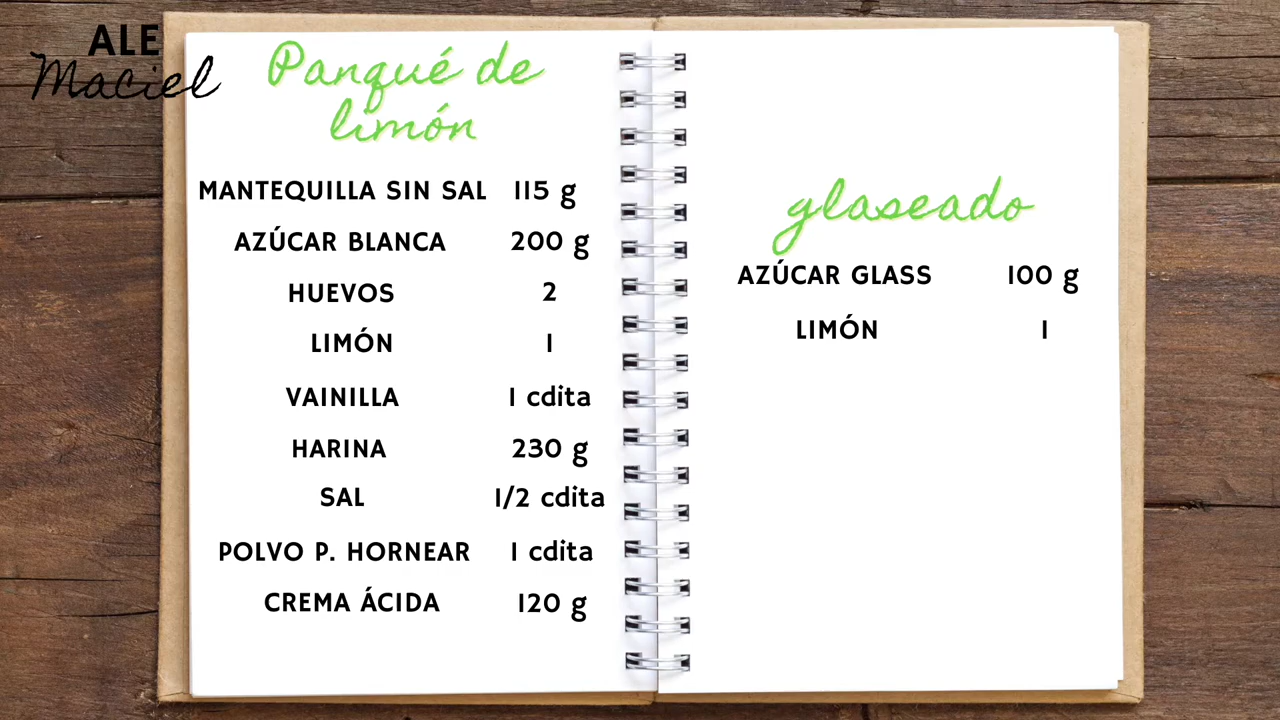 ALE
Maciel
Panqué de
limón
MANTEQUILLA SIN SAL 115 g
AZÚCAR BLANCA 200 g
HUEVOS 2
LIMÓN 1
VAINILLA 1 cdita
HARINA 230 g
SAL 1/2 cdita
POLVO P. HORNEAR 1 cdita
CREMA ÁCIDA 120 g
glaseado
AZÚCAR GLASS 100 g
LIMÓN 1